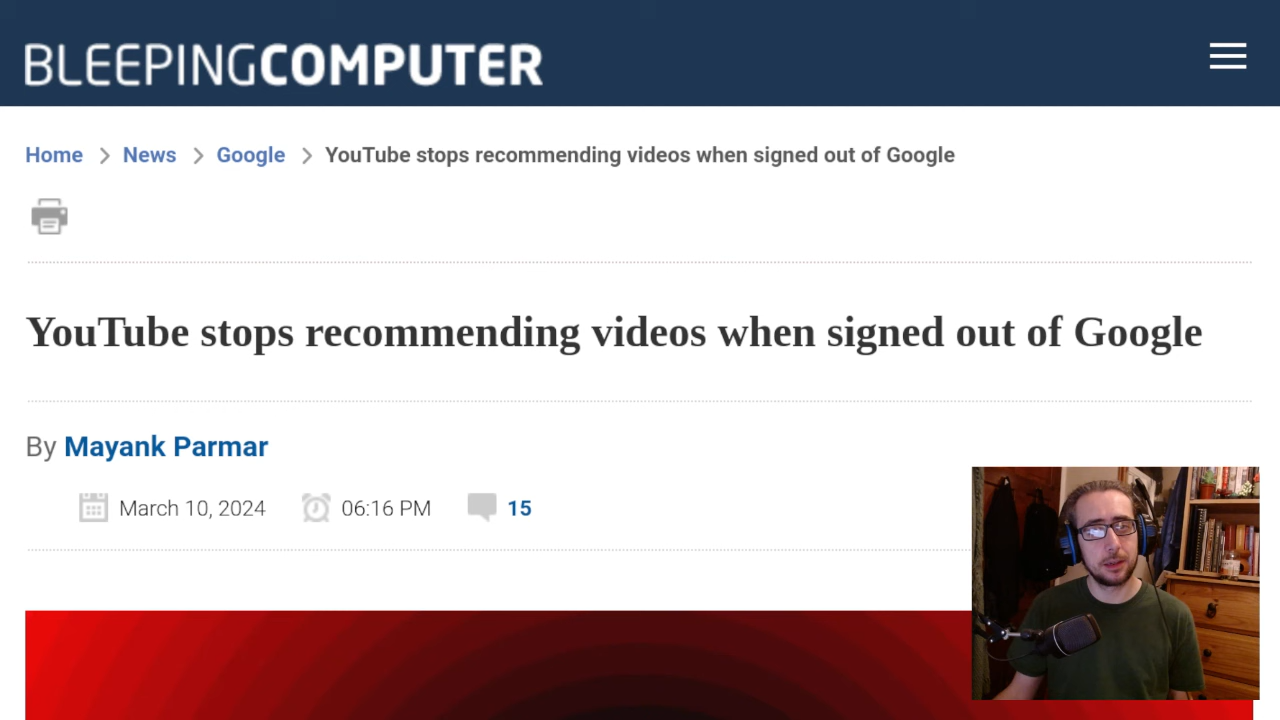 BLEEPINGCOMPUTER
Home > News > Google > YouTube stops recommending videos when signed out of Google
YouTube stops recommending videos when signed out of Google
By Mayank Parmar
March 10, 2024 06:16 PM 15